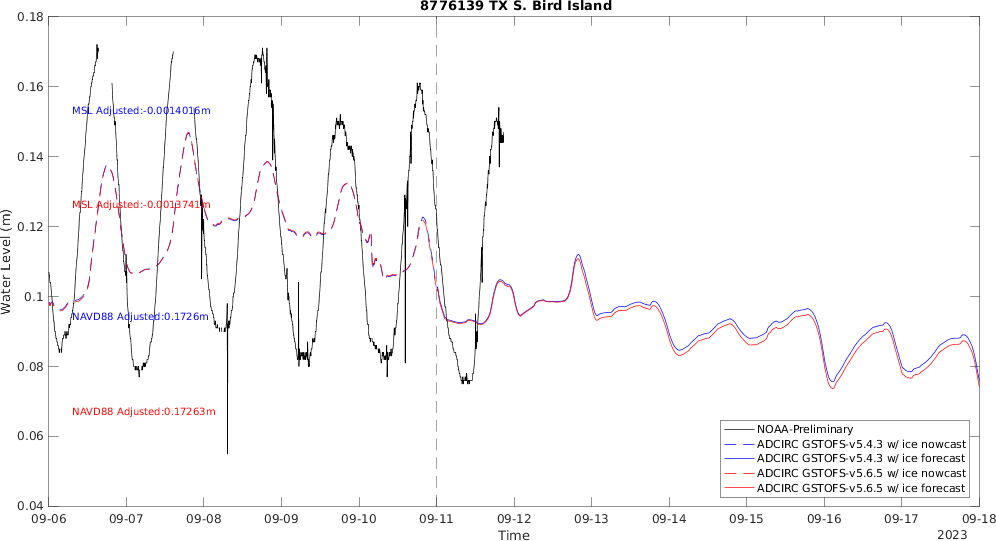 8776139 TX S. Bird Island
0.18
0.16
0.14
0.12
0.1
0.08
0.06
0.04
Water Level (m)
MSL Adjusted:-0.0014016m
MSL Adjusted:-0.0013741m
NAVD88 Adjusted:0.1726m
NAVD88 Adjusted:0.17263m
NOAA-Preliminary
ADCIRC GSTOFS-v5.4.3 w/ ice nowcast
ADCIRC GSTOFS-v5.4.3 w/ ice forecast
ADCIRC GSTOFS-v5.6.5 w/ ice nowcast
ADCIRC GSTOFS-v5.6.5 w/ ice forecast
09-06 09-07 09-08 09-09 09-10 09-11 09-12 09-13 09-14 09-15 09-16 09-17 09-18
Time
2023